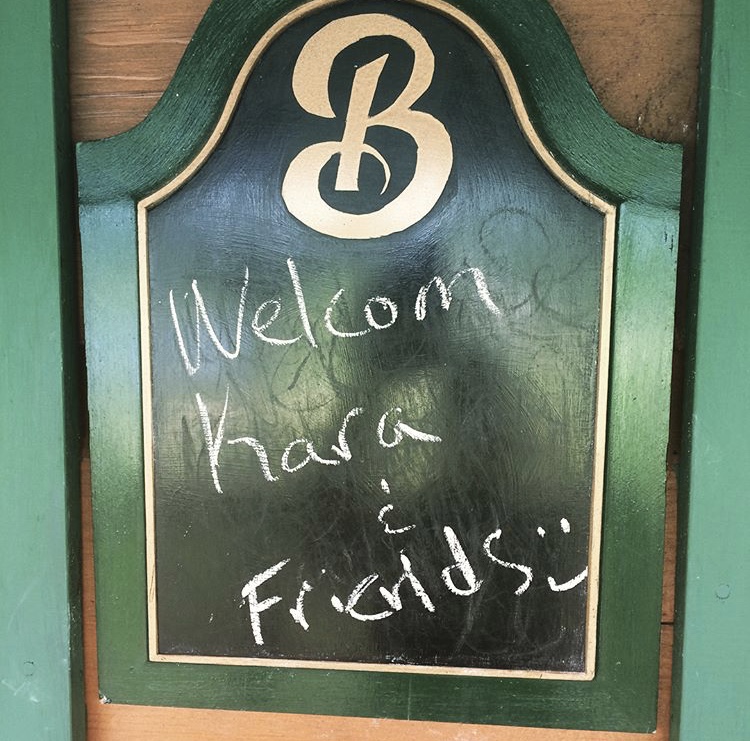 B
Welcom
Kara
&
Friends :)